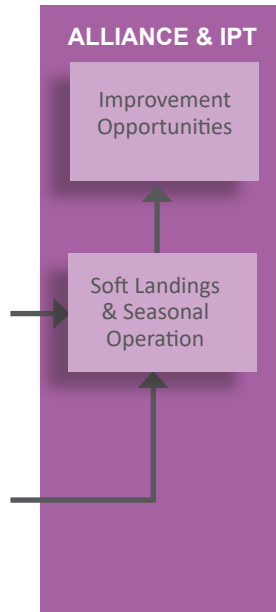 ALLIANCE & IPT
Improvement
Opportunities
Soft Landings
& Seasonal
Operation